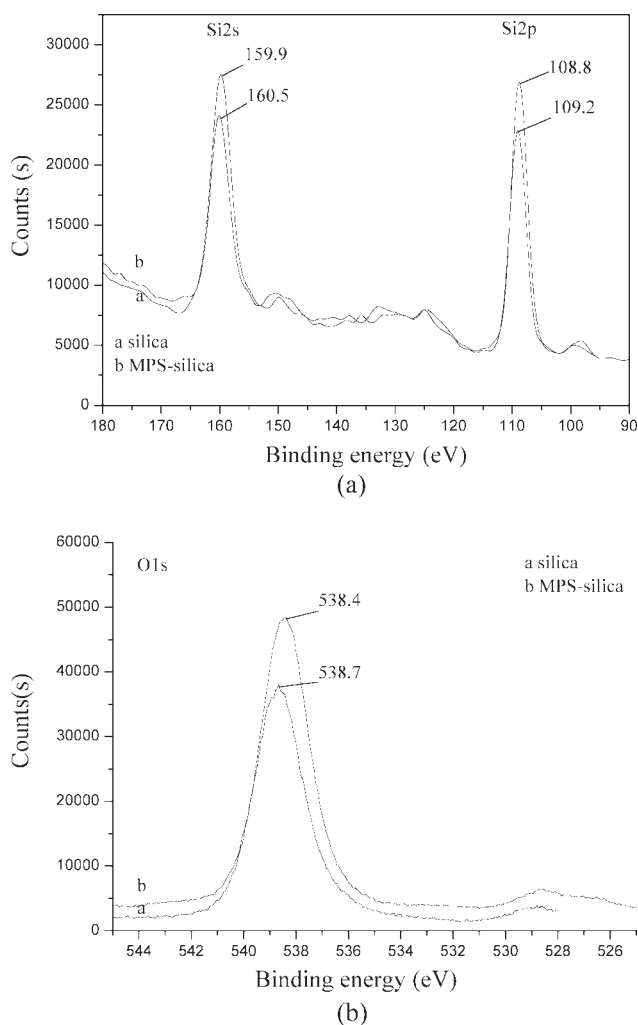 Si2s Si2p
30000
159.9
108.8
25000
160.5
109.2
20000
Counts (s)
15000
b
10000
a
a silica
5000
b MPS-silica
0
180 170 160 150 140 130 120 110 100 90
Binding energy (eV)
(a)
60000
O1s
a silica
b MPS-silica
50000
538.4
538.7
40000
Counts(s)
30000
20000
10000
b
a
0
544 542 540 538 536 534 532 530 528 526
Binding energy (eV)
(b)